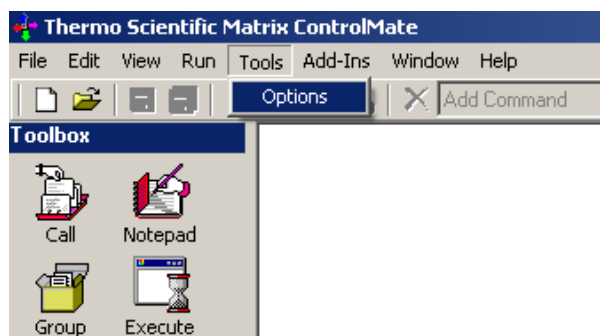 Thermo Scientific Matrix ControlMate
File Edit View Run Tools Add-Ins Window Help
Options
Add Command
Toolbox
Call Notepad
Group Execute